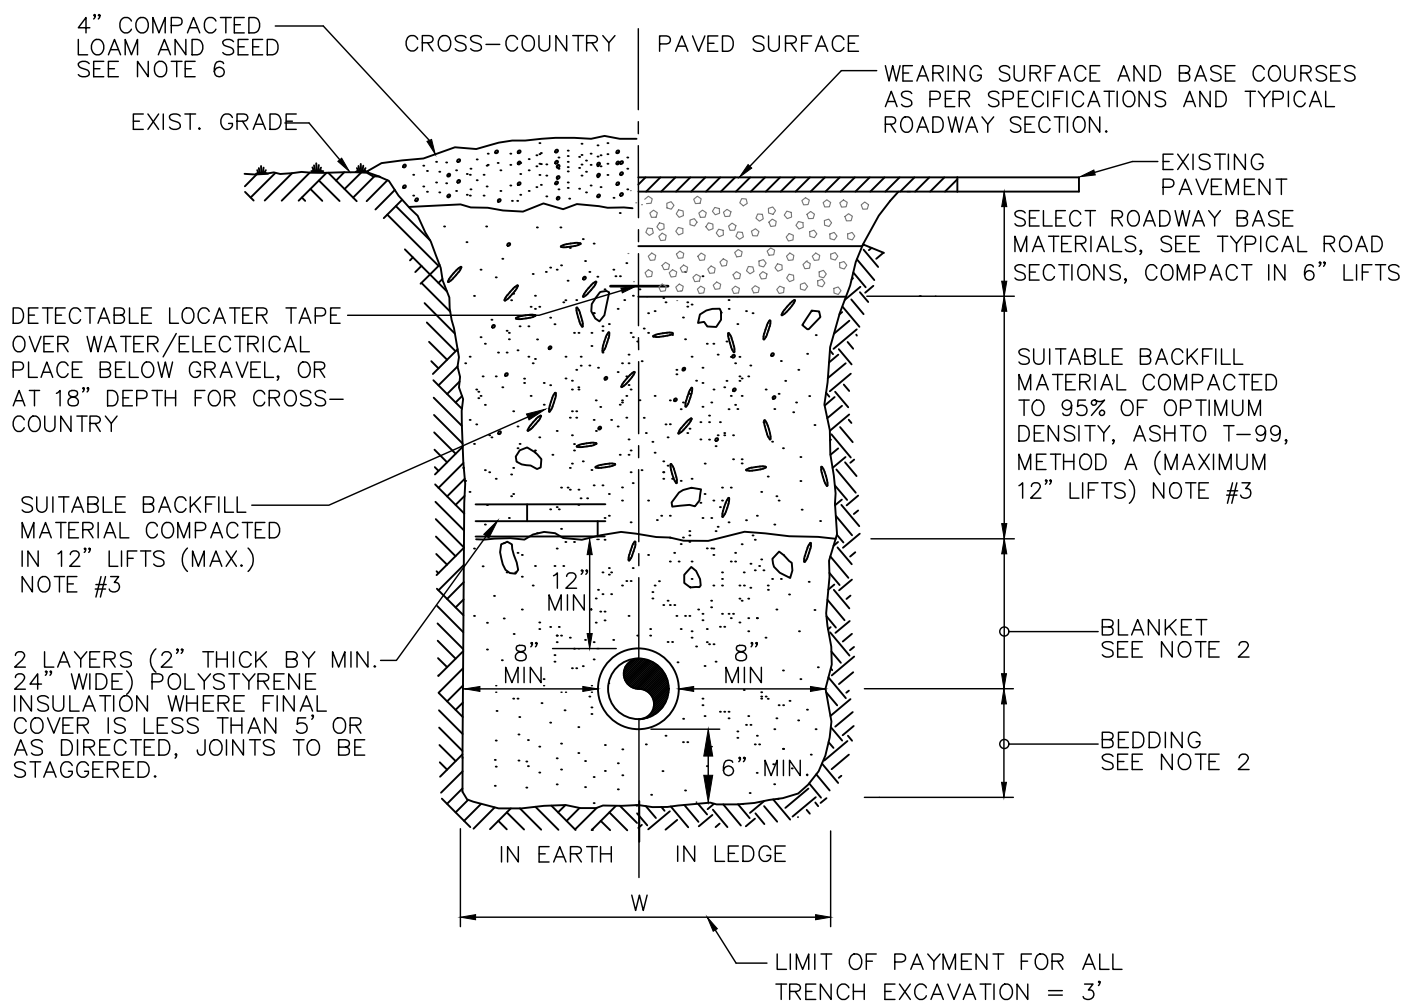 4" COMPACTED
LOAM AND SEED
SEE NOTE 6
CROSS-COUNTRY
PAVED SURFACE
WEARING SURFACE AND BASE COURSES
AS PER SPECIFICATIONS AND TYPICAL
ROADWAY SECTION.
EXIST. GRADE
EXISTING
PAVEMENT
SELECT ROADWAY BASE
MATERIALS, SEE TYPICAL ROAD
SECTIONS, COMPACT IN 6" LIFTS
DETECTABLE LOCATER TAPE
OVER WATER/ELECTRICAL
PLACE BELOW GRAVEL, OR
AT 18" DEPTH FOR CROSS-
COUNTRY
SUITABLE BACKFILL
MATERIAL COMPACTED
TO 95% OF OPTIMUM
DENSITY, ASHTO T-99,
METHOD A (MAXIMUM
12" LIFTS) NOTE #3
SUITABLE BACKFILL
MATERIAL COMPACTED
IN 12" LIFTS (MAX.)
NOTE #3
12"
MIN.
2 LAYERS (2" THICK BY MIN.
24" WIDE) POLYSTYRENE
INSULATION WHERE FINAL
COVER IS LESS THAN 5' OR
AS DIRECTED, JOINTS TO BE
STAGGERED.
8"
MIN.
8"
MIN.
BLANKET
SEE NOTE 2
6" MIN.
BEDDING
SEE NOTE 2
IN EARTH
IN LEDGE
W
LIMIT OF PAYMENT FOR ALL
TRENCH EXCAVATION = 3'